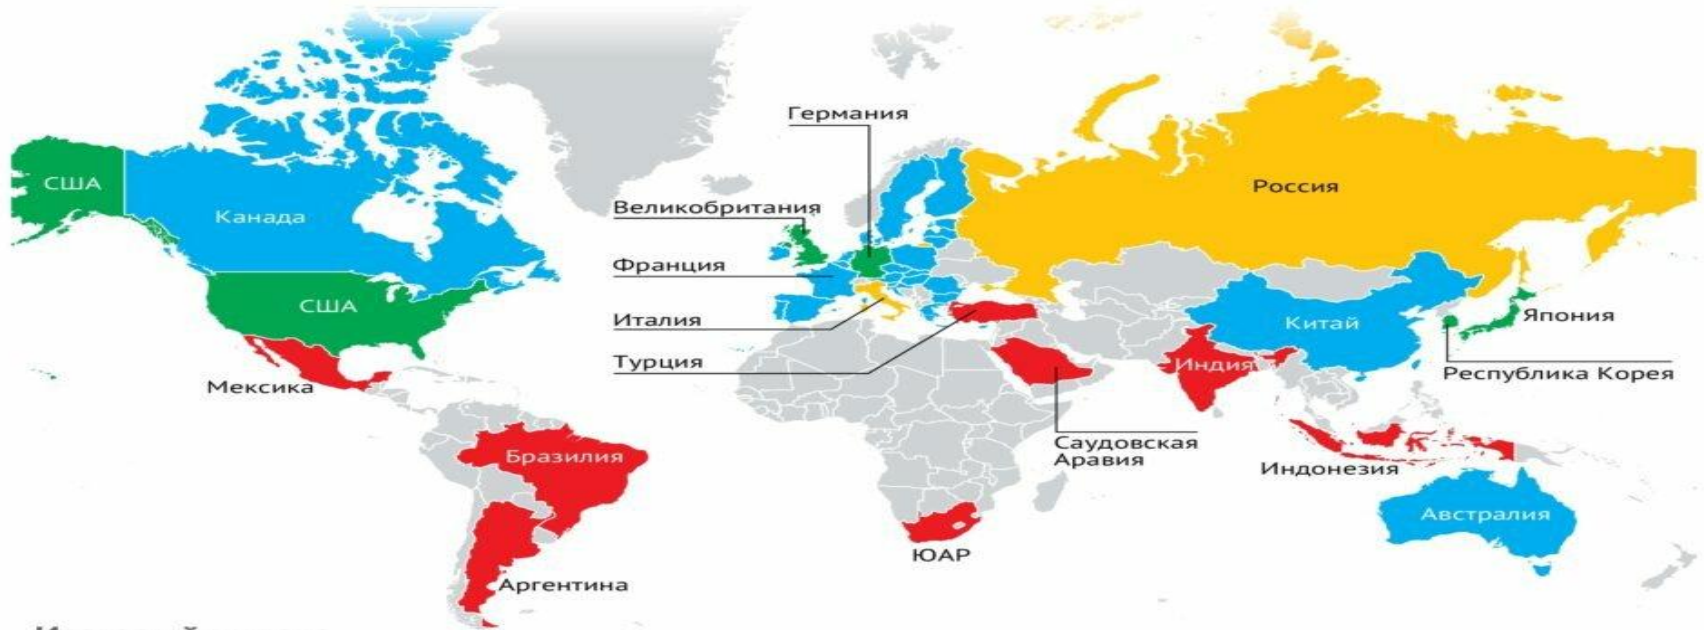 Германия
США
Россия
Великобритания
Канада
Франция
США
Италия
Китай
Япония
Турция
Индия
Республика Корея
Мексика
Саудовская
Аравия
Бразилия
Индонезия
Австралия
ЮАР
Аргентина